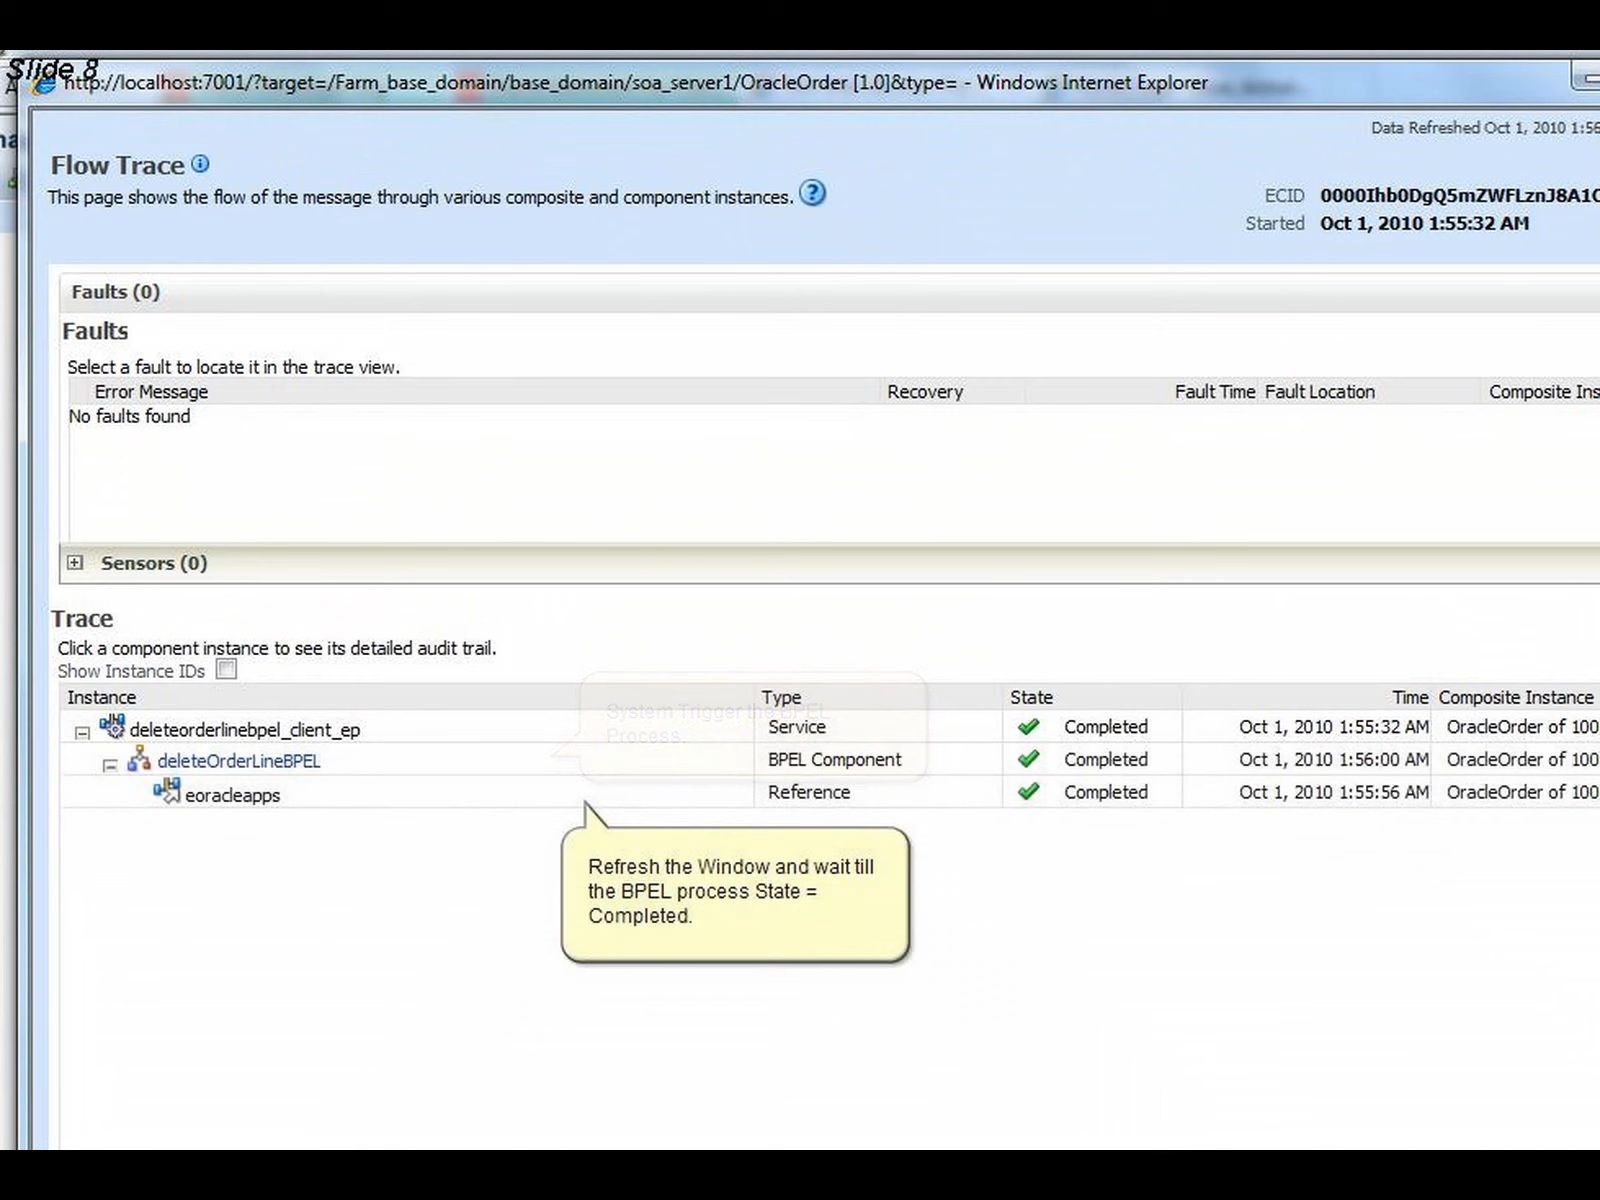 Slide 8
http://localhost:7001/?target=/Farm_base_domain/base_domain/soa_server1/OracleOrder [1.0]&type= - Windows Internet Explorer
Data Refreshed Oct 1, 2010 1:56
Flow Trace
This page shows the flow of the message through various composite and component instances.
ECID 0000Ihb0DgQ5mZWFLznJ8A1C
Started Oct 1, 2010 1:55:32 AM
Faults (0)
Faults
Select a fault to locate it in the trace view.
Error Message Recovery Fault Time Fault Location Composite Ins
No faults found
Sensors (0)
Trace
Click a component instance to see its detailed audit trail.
Show Instance IDs
Instance Type State Time Composite Instance
System Trigger the BPEL
Process.
deleteorderlinebpel_client_ep Service Completed Oct 1, 2010 1:55:32 AM OracleOrder of 100
deleteOrderLineBPEL BPEL Component Completed Oct 1, 2010 1:56:00 AM OracleOrder of 100
eoracleapps Reference Completed Oct 1, 2010 1:55:56 AM OracleOrder of 100
Refresh the Window and wait till
the BPEL process State =
Completed.